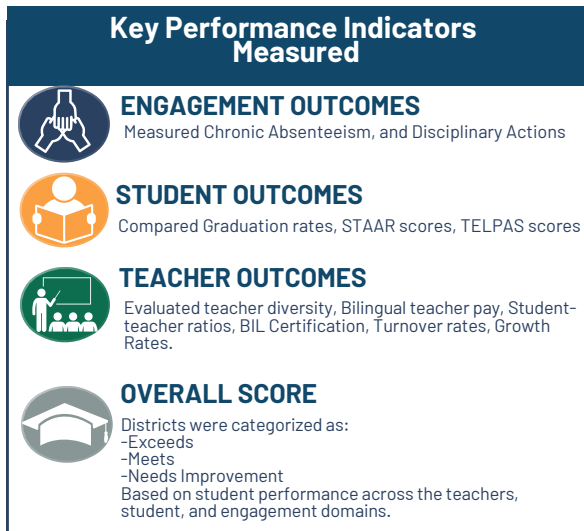 Key Performance Indicators
Measured
ENGAGEMENT OUTCOMES
Measured Chronic Absenteeism, and Disciplinary Actions
STUDENT OUTCOMES
Compared Graduation rates, STAAR scores, TELPAS scores
TEACHER OUTCOMES
Evaluated teacher diversity, Bilingual teacher pay, Student-
teacher ratios, BIL Certification, Turnover rates, Growth
Rates.
OVERALL SCORE
Districts were categorized as:
-Exceeds
-Meets
-Needs Improvement
Based on student performance across the teachers,
student, and engagement domains.